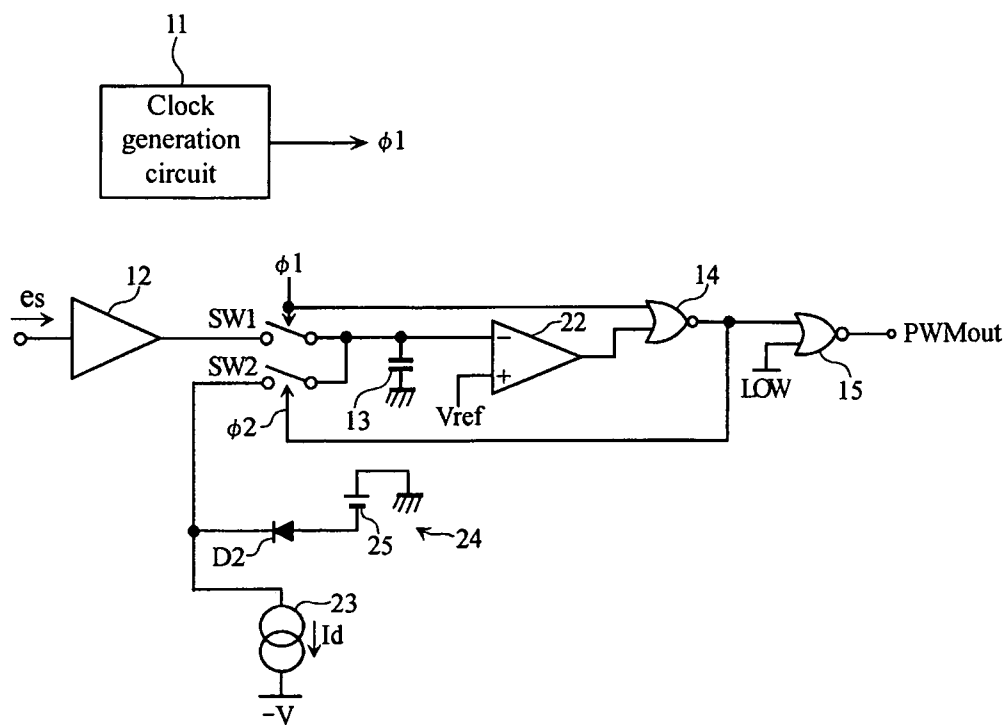 11
Clock
generation
circuit
ϕ1
es
12
ϕ1
SW1
SW2
ϕ2
13
22
−
+
Vref
14
15
LOW
PWMout
D2
25
24
23
Id
−V